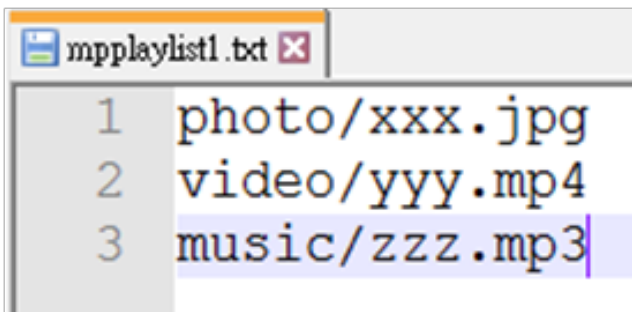 mpplaylist1.txt
1 photo/xxx.jpg
2 video/yyy.mp4
3 music/zzz.mp3